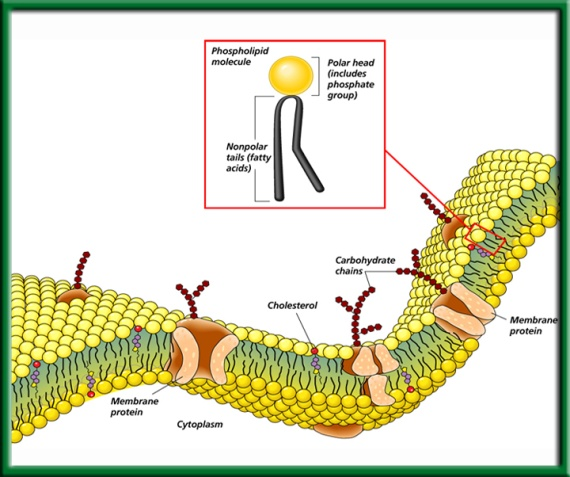 Phospholipid
molecule
Polar head
(includes
phosphate
group)
Nonpolar
tails (fatty
acids)
Carbohydrate
chains
Cholesterol
Membrane
protein
Membrane
protein
Cytoplasm